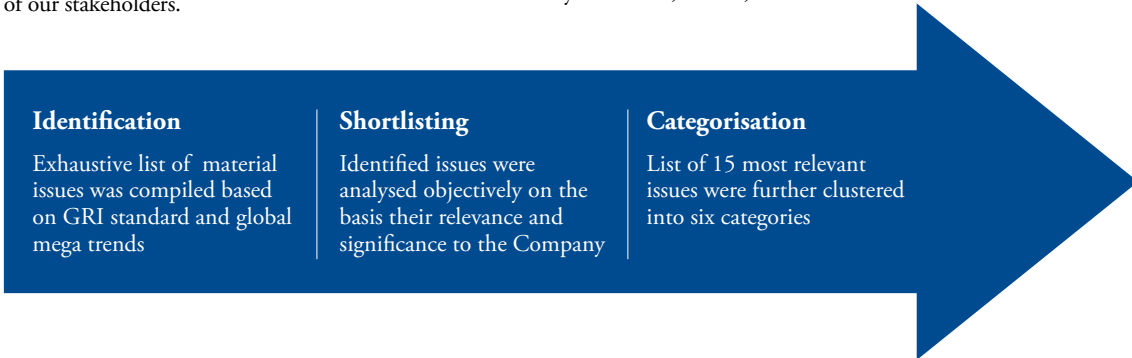 of our stakeholders.
Identification
Exhaustive list of material
issues was compiled based
on GRI standard and global
mega trends
Shortlisting
Identified issues were
analysed objectively on the
basis their relevance and
significance to the Company
Categorisation
List of 15 most relevant
issues were further clustered
into six categories